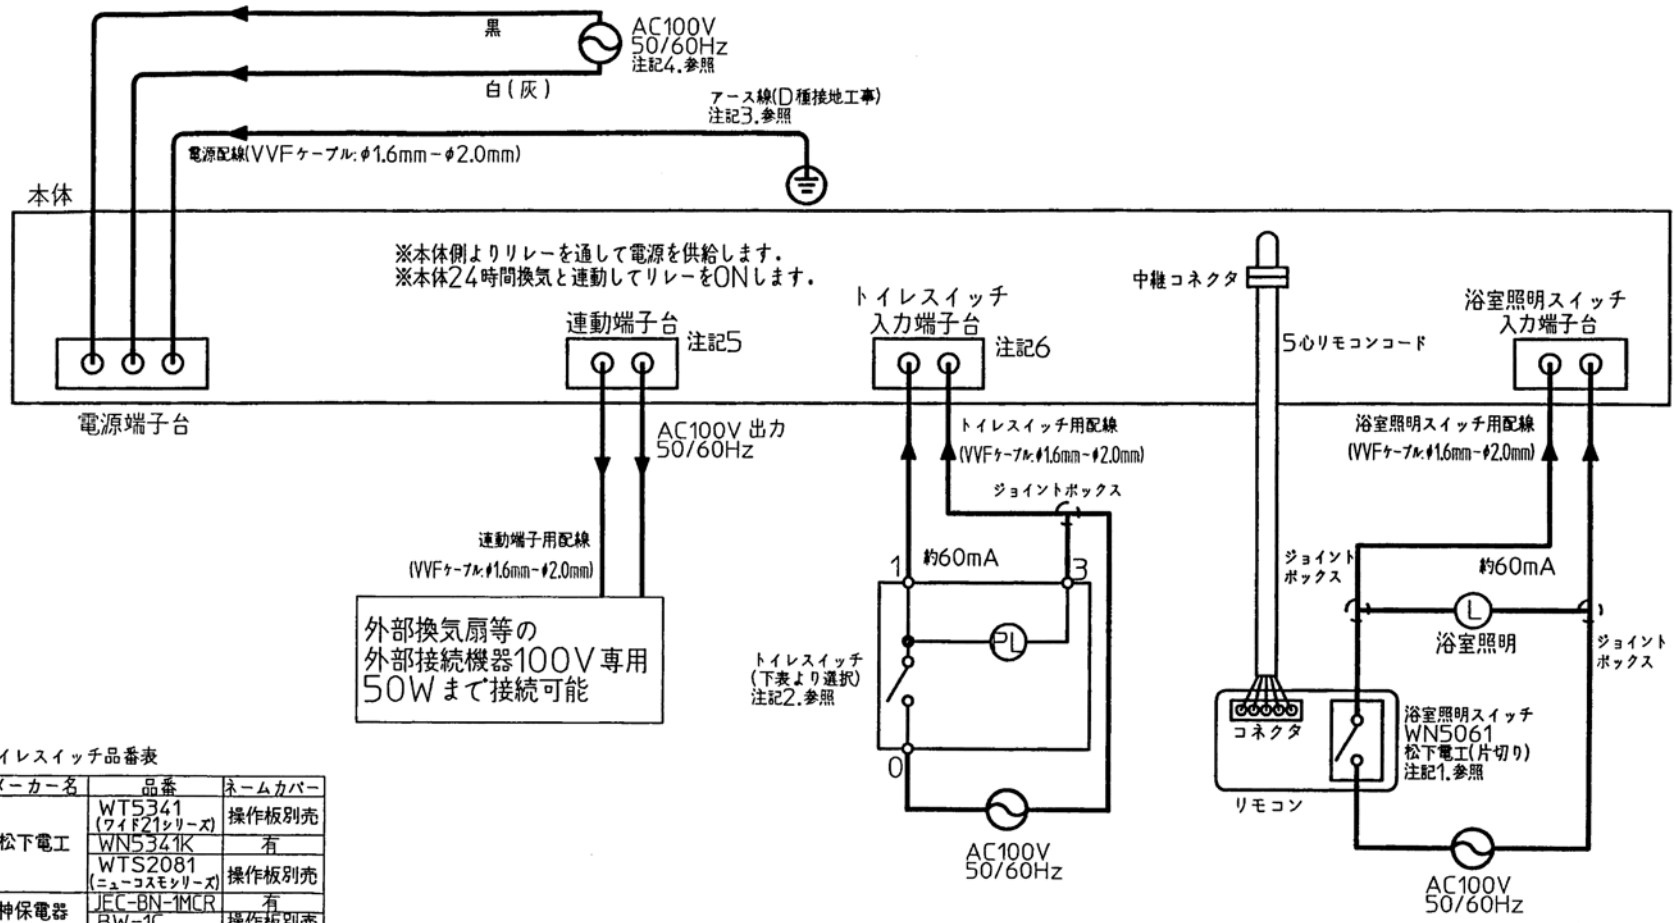 黒
AC100V
50/60Hz
注記4.参照
白(灰)
アース線(D種接地工事)
注記3.参照
電源配線(VVFケーブル:φ1.6mm-φ2.0mm)
本体
※本体側よりリレーを通して電源を供給します.
※本体24時間換気と連動してリレーをONします.
電源端子台
連動端子台
注記5
AC100V 出力
50/60Hz
連動端子用配線
(VVFケーブル:φ1.6mm-φ2.0mm)
外部換気扇等の
外部接続機器100V専用
50Wまで接続可能
トイレスイッチ
入力端子台
注記6
トイレスイッチ用配線
(VVFケーブル:φ1.6mm-φ2.0mm)
ジョイントボックス
約60mA
1
3
PL
0
トイレスイッチ
(下表より選択)
注記2.参照
AC100V
50/60Hz
中継コネクタ
5心リモコンコード
コネクタ
リモコン
浴室照明スイッチ
入力端子台
浴室照明スイッチ用配線
(VVFケーブル:φ1.6mm-φ2.0mm)
ジョイント
ボックス
約60mA
L
浴室照明
ジョイント
ボックス
浴室照明スイッチ
WN5061
松下電工(片切り)
注記1.参照
AC100V
50/60Hz
イレスイッチ品番表
メーカー名 品番 ネームカバー
松下電工
WT5341
(ワイド21シリーズ)
操作板別売
WN5341K 有
WTS2081
(ニューコスモシリーズ)
操作板別売
神保電器
JEC-BN-1MCR 有
操作板別売